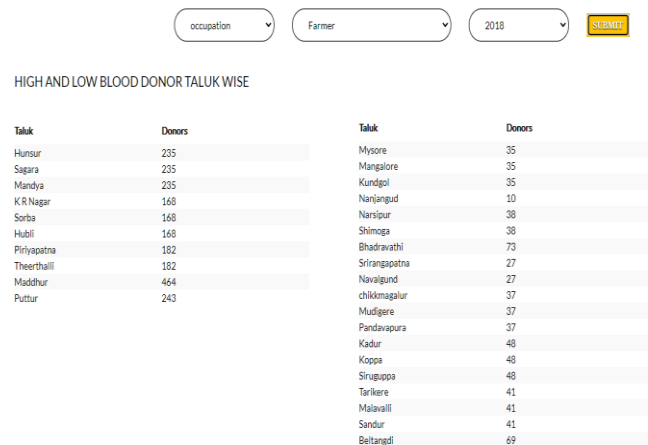 occupation Farmer 2018 SUBMIT
HIGH AND LOW BLOOD DONOR TALUK WISE
Taluk Donors
Hunsur 235
Sagara 235
Mandya 235
K R Nagar 168
Sorba 168
Hubli 168
Piriyapatna 182
Theerthalli 182
Maddhur 464
Puttur 243
Taluk Donors
Mysore 35
Mangalore 35
Kundgol 35
Nanjangud 10
Narsipur 38
Shimoga 38
Bhadravathi 73
Srirangapatna 27
Navalgund 27
chikkmagalur 37
Mudigere 37
Pandavapura 37
Kadur 48
Koppa 48
Siruguppa 48
Tarikere 41
Malavalli 41
Sandur 41
Beltangdi 69